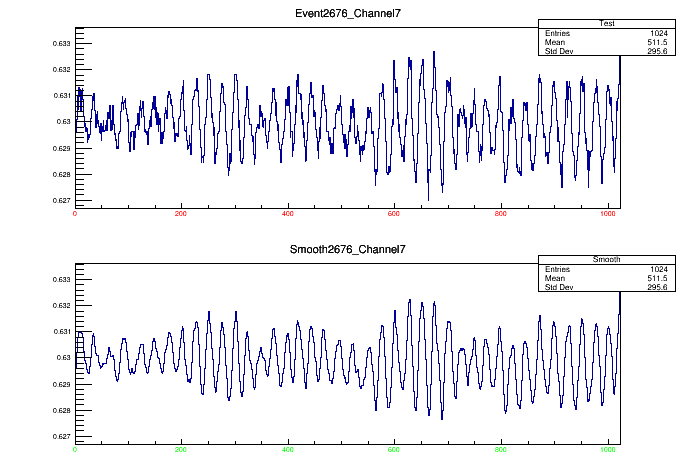 Event2676_Channel7
Test
Entries 1024
Mean 511.5
Std Dev 295.6
0.633
0.632
0.631
0.63
0.629
0.628
0.627
0 200 400 600 800 1000
Smooth2676_Channel7
Smooth
Entries 1024
Mean 511.5
Std Dev 295.6
0.633
0.632
0.631
0.63
0.629
0.628
0.627
0 200 400 600 800 1000